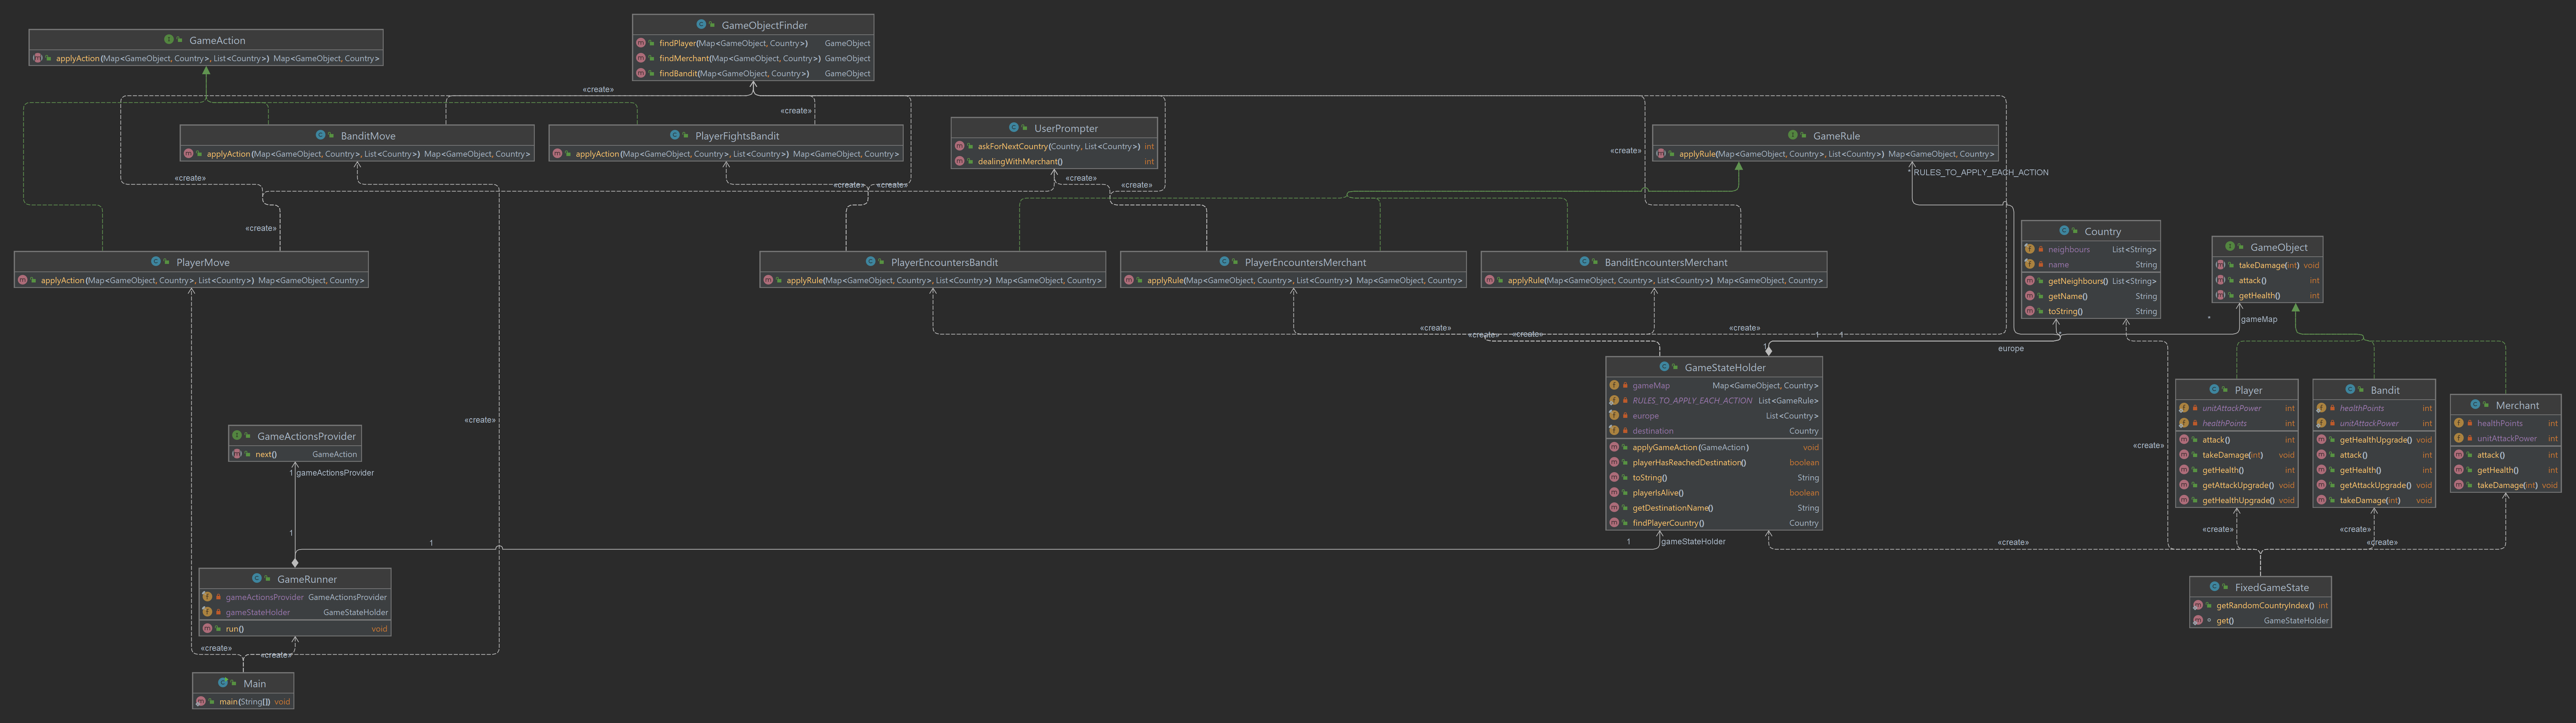 GameAction
applyAction(Map<GameObject, Country>, List<Country>) Map<GameObject, Country>
GameObjectFinder
findPlayer(Map<GameObject, Country>) GameObject
findMerchant(Map<GameObject, Country>) GameObject
findBandit(Map<GameObject, Country>) GameObject
«create»
«create»
BanditMove
applyAction(Map<GameObject, Country>, List<Country>) Map<GameObject, Country>
PlayerFightsBandit
applyAction(Map<GameObject, Country>, List<Country>) Map<GameObject, Country>
UserPrompter
askForNextCountry(Country, List<Country>) int
dealingWithMerchant() int
GameRule
applyRule(Map<GameObject, Country>, List<Country>) Map<GameObject, Country>
«create»
«create»
«create»
«create»
«create»
«create»
* RULES_TO_APPLY_EACH_ACTION
«create»
PlayerMove
applyAction(Map<GameObject, Country>, List<Country>) Map<GameObject, Country>
PlayerEncountersBandit
applyRule(Map<GameObject, Country>, List<Country>) Map<GameObject, Country>
PlayerEncountersMerchant
applyRule(Map<GameObject, Country>, List<Country>) Map<GameObject, Country>
BanditEncountersMerchant
applyRule(Map<GameObject, Country>, List<Country>) Map<GameObject, Country>
Country
neighbours List<String>
name String
getNeighbours() List<String>
getName() String
toString() String
GameObject
takeDamage(int) void
attack() int
getHealth() int
* gameMap
«create»
«create»
«create»
«create»
1
1
1
*
europe
GameStateHolder
gameMap Map<GameObject, Country>
RULES_TO_APPLY_EACH_ACTION List<GameRule>
europe List<Country>
destination Country
applyGameAction(GameAction) void
playerHasReachedDestination() boolean
toString() String
playerIsAlive() boolean
getDestinationName() String
findPlayerCountry() Country
Player
unitAttackPower int
healthPoints int
attack() int
takeDamage(int) void
getHealth() int
getAttackUpgrade() void
getHealthUpgrade() void
Bandit
healthPoints int
unitAttackPower int
getHealthUpgrade() void
attack() int
getHealth() int
getAttackUpgrade() void
takeDamage(int) void
Merchant
healthPoints int
unitAttackPower int
attack() int
getHealth() int
takeDamage(int) void
«create»
«create»
GameActionsProvider
next() GameAction
1 gameActionsProvider
1
1
1 gameStateHolder
«create»
«create»
«create»
«create»
GameRunner
gameActionsProvider GameActionsProvider
gameStateHolder GameStateHolder
run() void
FixedGameState
getRandomCountryIndex() int
get() GameStateHolder
«create»
«create»
Main
main(String[]) void